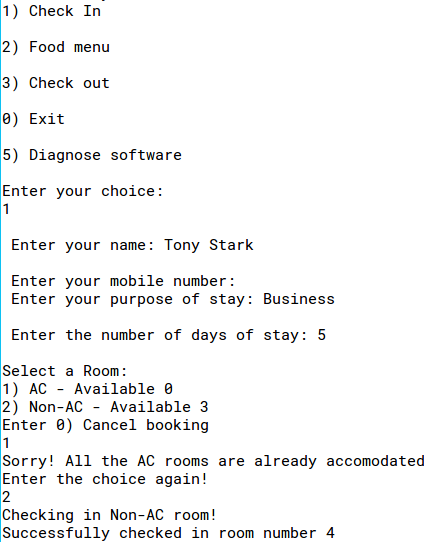 1) Check In
2) Food menu
3) Check out
0) Exit
5) Diagnose software
Enter your choice:
1
Enter your name: Tony Stark
Enter your mobile number:
Enter your purpose of stay: Business
Enter the number of days of stay: 5
Select a Room:
1) AC - Available 0
2) Non-AC - Available 3
Enter 0) Cancel booking
1
Sorry! All the AC rooms are already accomodated
Enter the choice again!
2
Checking in Non-AC room!
Successfully checked in room number 4